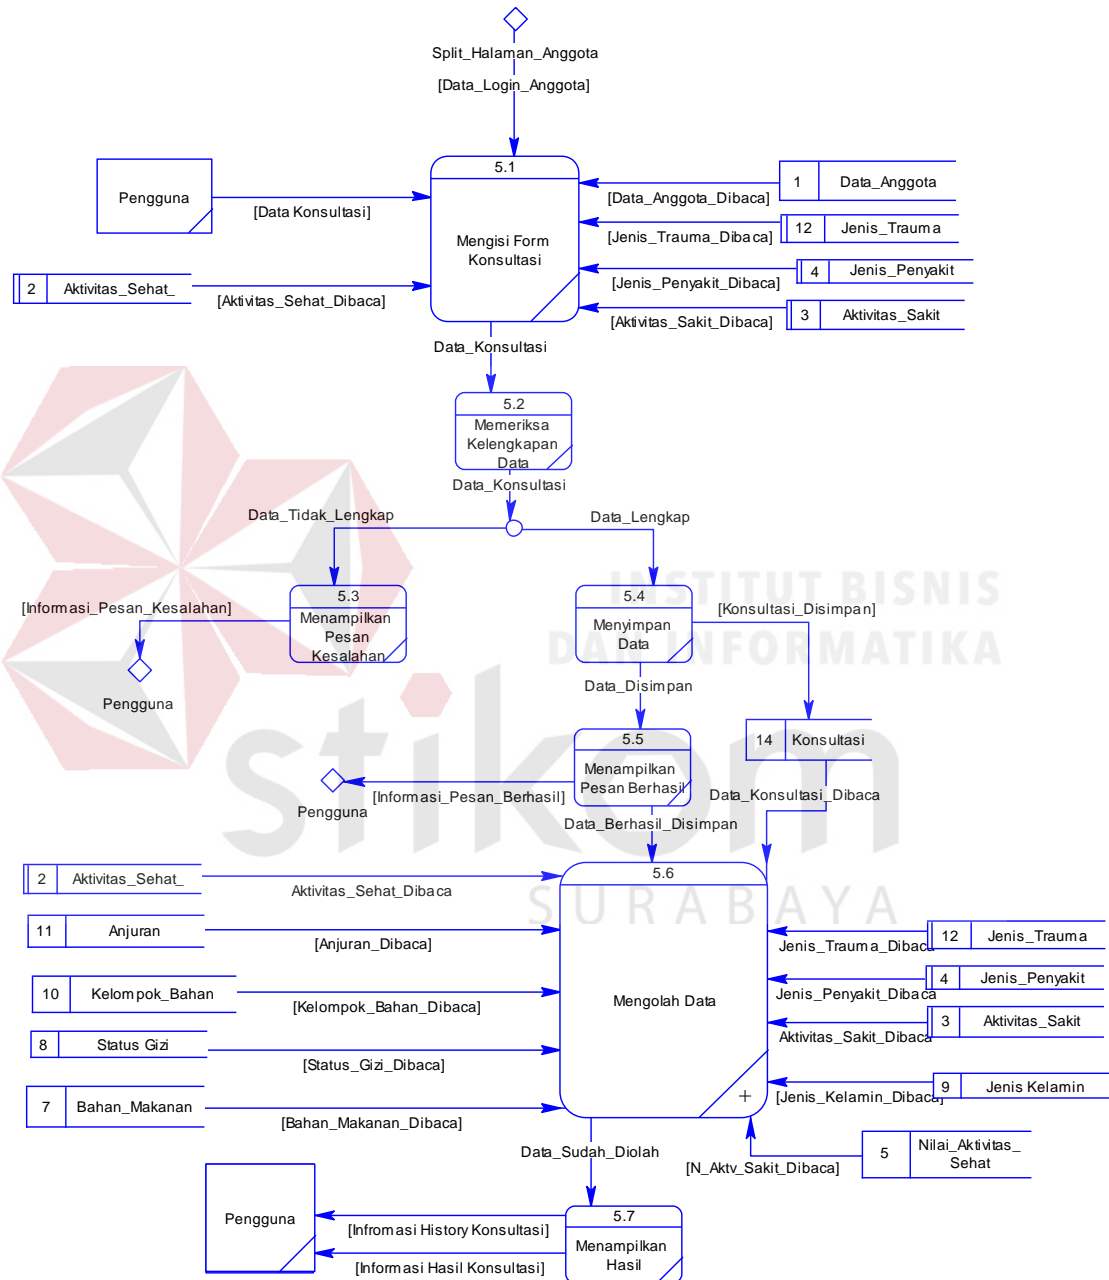 Split_Halaman_Anggota
[Data_Login_Anggota]
5.1
Mengisi Form
Konsultasi
Pengguna
[Data Konsultasi]
2
Aktivitas_Sehat_
[Aktivitas_Sehat_Dibaca]
1
Data_Anggota
[Data_Anggota_Dibaca]
12
Jenis_Trauma
[Jenis_Trauma_Dibaca]
4
Jenis_Penyakit
[Jenis_Penyakit_Dibaca]
3
Aktivitas_Sakit
[Aktivitas_Sakit_Dibaca]
Data_Konsultasi
5.2
Memeriksa
Kelengkapan
Data
Data_Konsultasi
Data_Tidak_Lengkap
Data_Lengkap
[Informasi_Pesan_Kesalahan]
5.3
Menampilkan
Pesan
Kesalahan
Pengguna
5.4
Menyimpan
Data
[Konsultasi_Disimpan]
INSTITUT BISNIS
DAN INFORMATIKA
Data_Disimpan
14
Konsultasi
5.5
Menampilkan
Pesan Berhasil
[Informasi_Pesan_Berhasil]
Pengguna
Data_Konsultasi_Dibaca
Data_Berhasil_Disimpan
stikom
SURABAYA
5.6
Mengolah Data
+
2
Aktivitas_Sehat_
Aktivitas_Sehat_Dibaca
11
Anjuran
[Anjuran_Dibaca]
10
Kelompok_Bahan
[Kelompok_Bahan_Dibaca]
8
Status Gizi
[Status_Gizi_Dibaca]
7
Bahan_Makanan
[Bahan_Makanan_Dibaca]
12
Jenis_Trauma
Jenis_Trauma_Dibaca
4
Jenis_Penyakit
Jenis_Penyakit_Dibaca
3
Aktivitas_Sakit
Aktivitas_Sakit_Dibaca
9
Jenis Kelamin
[Jenis_Kelamin_Dibaca]
5
Nilai_Aktivitas_
Sehat
[N_Aktv_Sakit_Dibaca]
Data_Sudah_Diolah
5.7
Menampilkan
Hasil
Pengguna
[Infromasi History Konsultasi]
[Informasi Hasil Konsultasi]